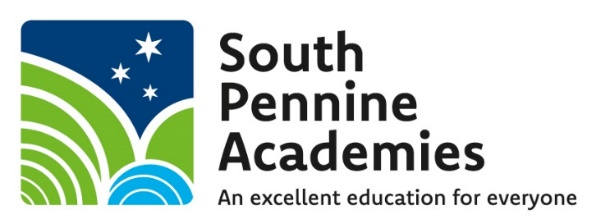 South
Pennine
Academies
An excellent education for everyone